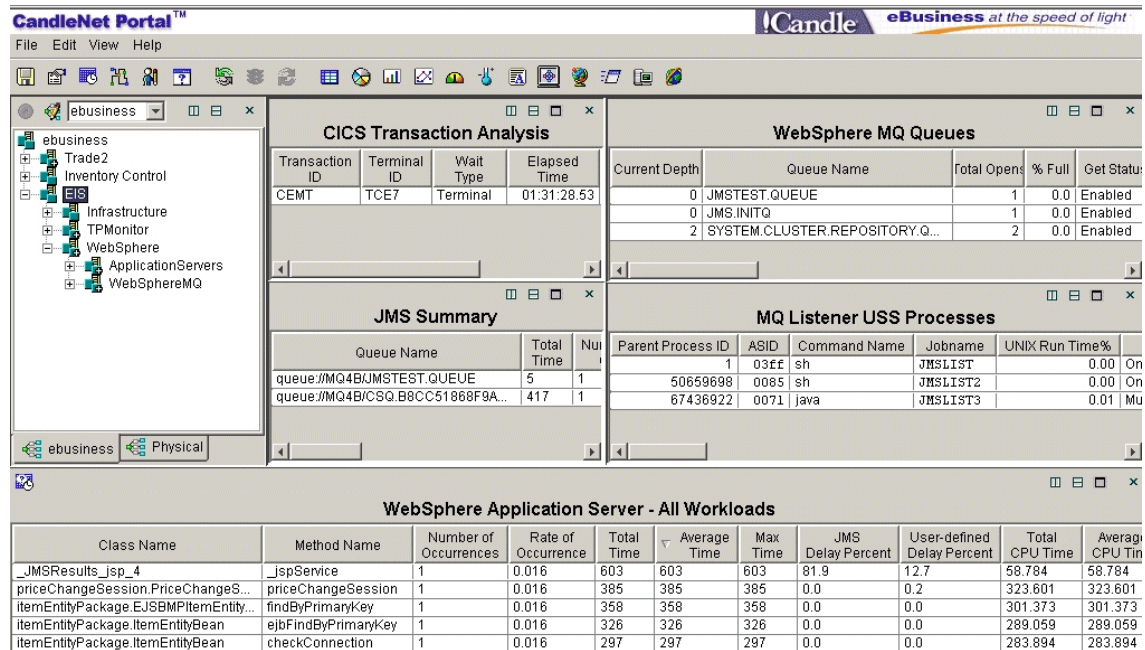 CandleNet Portal™
!Candle eBusiness at the speed of light
File Edit View Help
ebusiness
ebusiness
Trade2
Inventory Control
EIS
Infrastructure
TPMonitor
WebSphere
ApplicationServers
WebSphereMQ
ebusiness Physical
CICS Transaction Analysis
Transaction ID Terminal ID Wait Type Elapsed Time
CEMT TCE7 Terminal 01:31:28.53
WebSphere MQ Queues
Current Depth Queue Name Total Opens % Full Get Status
0 JMSTEST.QUEUE 1 0.0 Enabled
0 JMS.INITQ 1 0.0 Enabled
2 SYSTEM.CLUSTER.REPOSITORY.Q... 2 0.0 Enabled
JMS Summary
Queue Name Total Time
queue://MQ4B/JMSTEST.QUEUE 5 1
queue://MQ4B/CSQ.B8CC51868F9A... 417 1
MQ Listener USS Processes
Parent Process ID ASID Command Name Jobname UNIX Run Time%
1 03ff sh JMSLIST 0.00 On
50659698 0085 sh JMSLIST2 0.00 On
67436922 0071 java JMSLIST3 0.01 Mu
WebSphere Application Server - All Workloads
Class Name Method Name Number of Occurrences Rate of Occurrence Total Time Average Time Max Time JMS Delay Percent User-defined Delay Percent Total CPU Time Average CPU Tim
_JMSResults_jsp_4 _jspService 1 0.016 603 603 603 81.9 12.7 58.784 58.784
priceChangeSession.PriceChangeS... priceChangeSession 1 0.016 385 385 385 0.0 0.2 323.601 323.601
itemEntityPackage.EJSBMPItemEntity... findByPrimaryKey 1 0.016 358 358 358 0.0 0.0 301.373 301.373
itemEntityPackage.ItemEntityBean ejbFindByPrimaryKey 1 0.016 326 326 326 0.0 0.0 289.059 289.059
itemEntityPackage.ItemEntityBean checkConnection 1 0.016 297 297 297 0.0 0.0 283.894 283.894